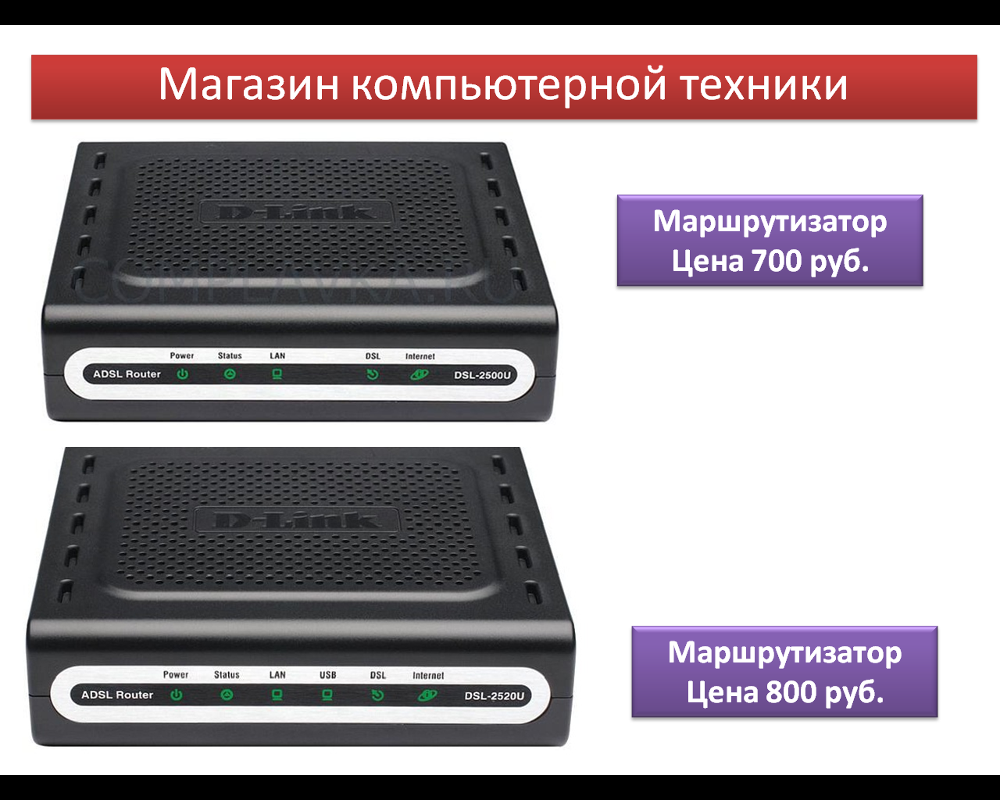 Магазин компьютерной техники
D-Link
Маршрутизатор
Цена 700 руб.
COMPLAVKA.RU
Power Status LAN DSL Internet
ADSL Router DSL-2500U
D-Link
Маршрутизатор
Цена 800 руб.
Power Status LAN USB DSL Internet
ADSL Router DSL-2520U